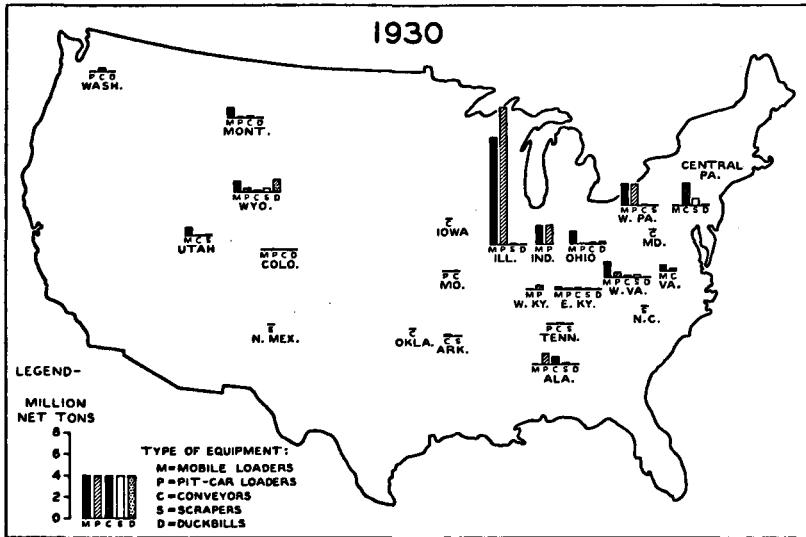 1930
P C D
WASH.
M P C D
MONT.
M P C S D
WYO.
M C S
UTAH
M P C D
COLO.
S
N. MEX.
C
IOWA
P C
MO.
C
OKLA.
C S
ARK.
M P S D
ILL.
M P
IND.
M P C D
OHIO
M P C S
W. PA.
CENTRAL
PA.
M C S D
C
MD.
M P C S D
W. VA.
M C
VA.
M P
W. KY.
M P C S D
E. KY.
S
N.C.
P C S
TENN.
M P C S D
ALA.
LEGEND-
MILLION
NET TONS
8
6
4
2
0
M P C S D
TYPE OF EQUIPMENT:
M=MOBILE LOADERS
P=PIT-CAR LOADERS
C=CONVEYORS
S=SCRAPERS
D=DUCKBILLS